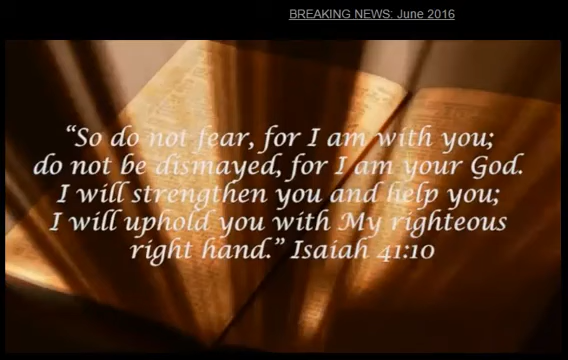 BREAKING NEWS: June 2016
“So do not fear, for I am with you;
do not be dismayed, for I am your God.
I will strengthen you and help you;
I will uphold you with My righteous
right hand.” Isaiah 41:10